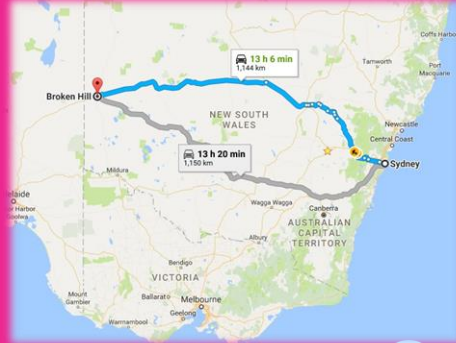 Coffs Harb
Tamworth
Port
Macquarie
13 h 6 min
1,144 km
Broken Hill
NEW SOUTH
WALES
Newcastle
Central Coast
Sydney
13 h 20 min
1,150 km
Mildura
Wagga Wagga
Canberra
AUSTRALIAN
CAPITAL
TERRITORY
elaide
Albury
Bendigo
VICTORIA
Mount
Gambier
Ballarat
Melbourne
Geelong
Warrnambool